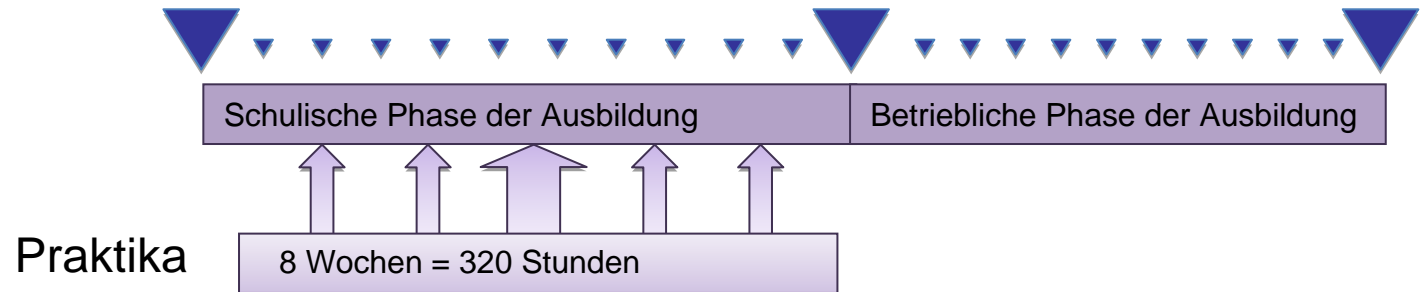 Schulische Phase der Ausbildung
Betriebliche Phase der Ausbildung
Praktika
8 Wochen = 320 Stunden